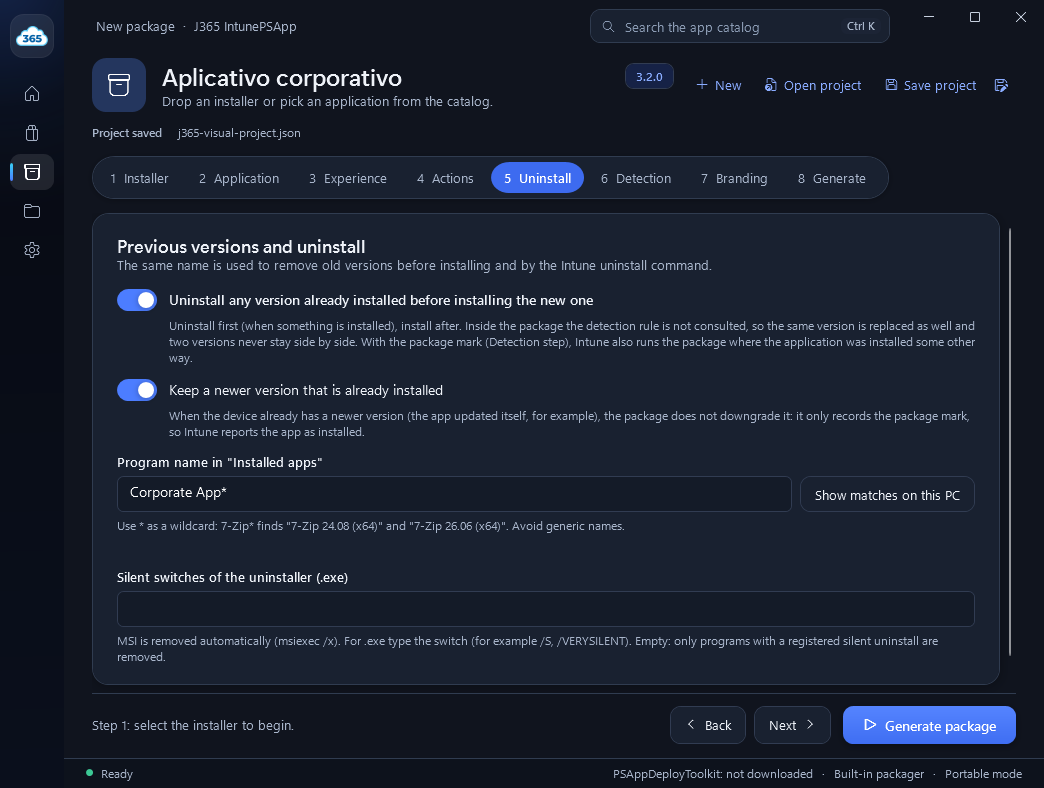 New package · J365 IntunePSApp
Search the app catalog
Ctrl K
365
Aplicativo corporativo
Drop an installer or pick an application from the catalog.
3.2.0
New
Open project
Save project
Project saved
j365-visual-project.json
1 Installer
2 Application
3 Experience
4 Actions
5 Uninstall
6 Detection
7 Branding
8 Generate
Previous versions and uninstall
The same name is used to remove old versions before installing and by the Intune uninstall command.
Uninstall any version already installed before installing the new one
Uninstall first (when something is installed), install after. Inside the package the detection rule is not consulted, so the same version is replaced as well and
two versions never stay side by side. With the package mark (Detection step), Intune also runs the package where the application was installed some other
way.
Keep a newer version that is already installed
When the device already has a newer version (the app updated itself, for example), the package does not downgrade it: it only records the package mark,
so Intune reports the app as installed.
Program name in "Installed apps"
Corporate App*
Show matches on this PC
Use * as a wildcard: 7-Zip* finds "7-Zip 24.08 (x64)" and "7-Zip 26.06 (x64)". Avoid generic names.
Silent switches of the uninstaller (.exe)
MSI is removed automatically (msiexec /x). For .exe type the switch (for example /S, /VERYSILENT). Empty: only programs with a registered silent uninstall are
removed.
Step 1: select the installer to begin.
Back
Next
Generate package
Ready
PSAppDeployToolkit: not downloaded · Built-in packager · Portable mode